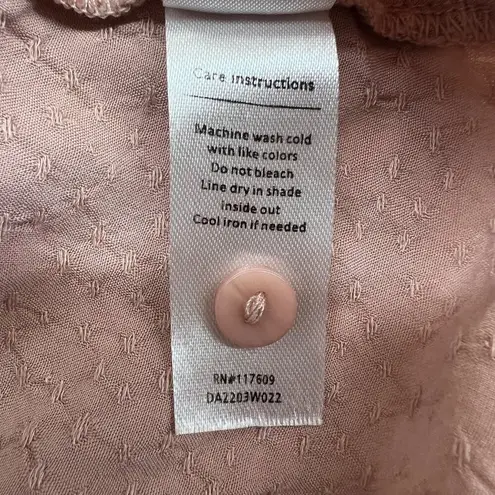 Care instructions
Machine wash cold
with like colors
Do not bleach
Line dry in shade
inside out
Cool iron if needed
RN#117609
DA2203W022